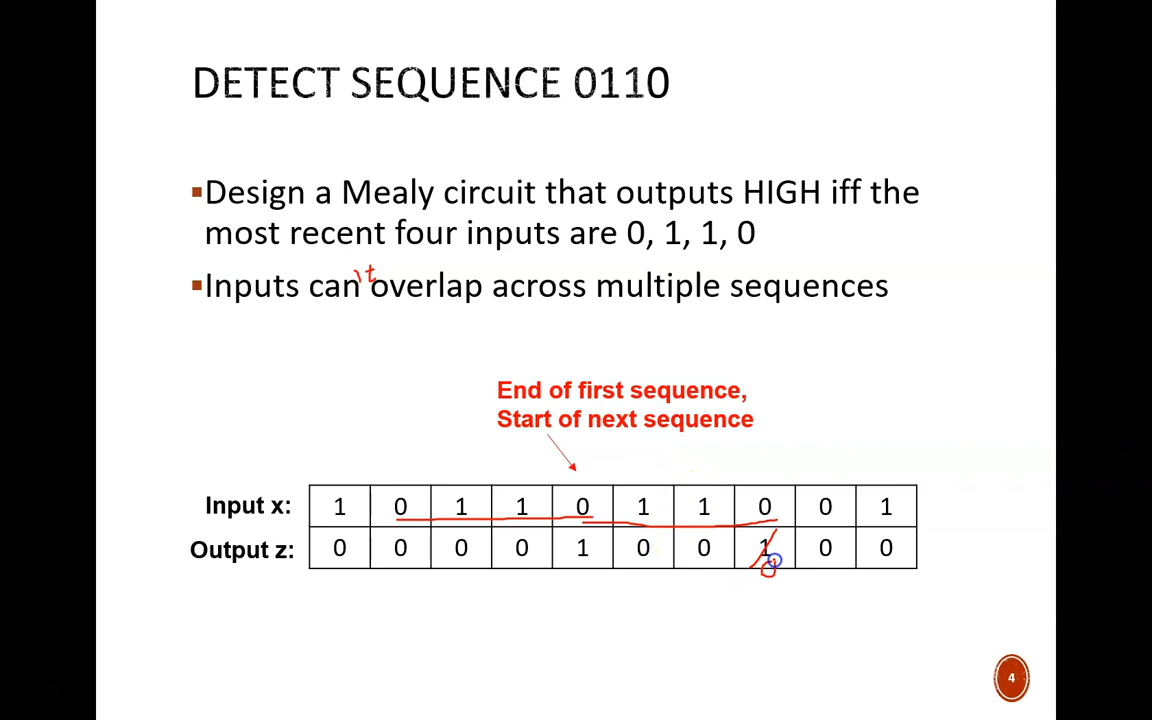 DETECT SEQUENCE 0110
▪Design a Mealy circuit that outputs HIGH iff the
most recent four inputs are 0, 1, 1, 0
▪Inputs can't overlap across multiple sequences
End of first sequence,
Start of next sequence
Input x: 1 0 1 1 0 1 1 0 0 1
Output z: 0 0 0 0 1 0 0 1 0 0
0
4